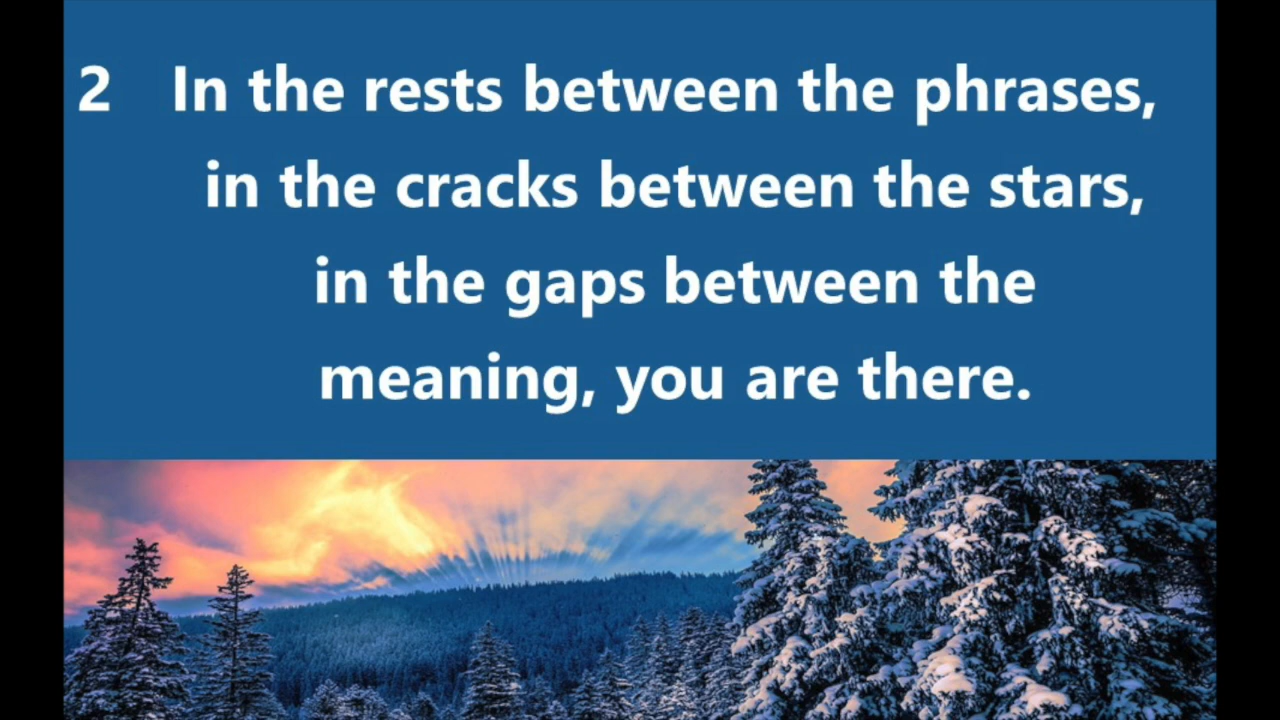 2 In the rests between the phrases,
in the cracks between the stars,
in the gaps between the
meaning, you are there.